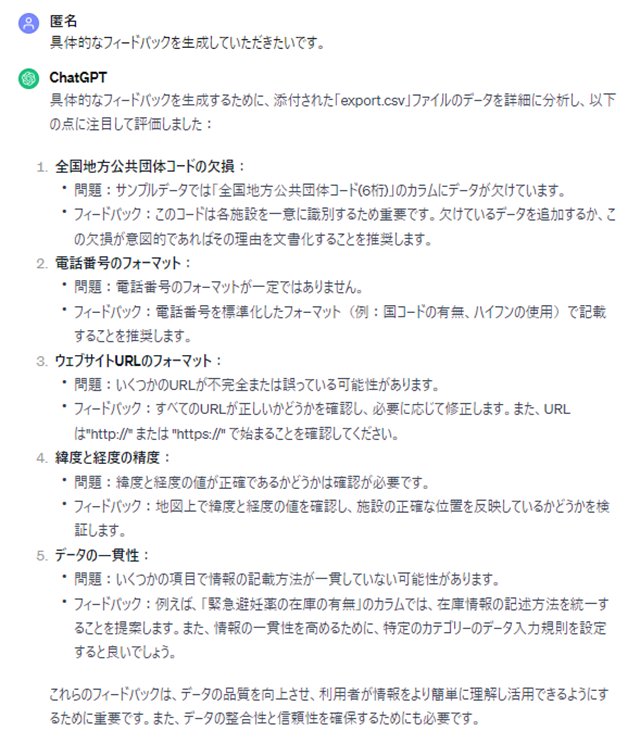 匿名
具体的なフィードバックを生成していただきたいです。
ChatGPT
具体的なフィードバックを生成するために、添付された「export.csv」ファイルのデータを詳細に分析し、以下
の点に注目して評価しました：
1. 全国地方公共団体コードの欠損：
• 問題：サンプルデータでは「全国地方公共団体コード(6桁)」のカラムにデータが欠けています。
• フィードバック：このコードは各施設を一意に識別するため重要です。欠けているデータを追加するか、こ
の欠損が意図的であればその理由を文書化することを推奨します。
2. 電話番号のフォーマット：
• 問題：電話番号のフォーマットが一定ではありません。
• フィードバック：電話番号を標準化したフォーマット（例：国コードの有無、ハイフンの使用）で記載
することを推奨します。
3. ウェブサイトURLのフォーマット：
• 問題：いくつかのURLが不完全または誤っている可能性があります。
• フィードバック：すべてのURLが正しいかどうかを確認し、必要に応じて修正します。また、URL
は"http://" または "https://" で始まることを確認してください。
4. 緯度と経度の精度：
• 問題：緯度と経度の値が正確であるかどうかは確認が必要です。
• フィードバック：地図上で緯度と経度の値を確認し、施設の正確な位置を反映しているかどうかを検
証します。
5. データの一貫性：
• 問題：いくつかの項目で情報の記載方法が一貫していない可能性があります。
• フィードバック：例えば、「緊急避妊薬の在庫の有無」のカラムでは、在庫情報の記述方法を統一す
ることを提案します。また、情報の一貫性を高めるために、特定のカテゴリーのデータ入力規則を設定
すると良いでしょう。
これらのフィードバックは、データの品質を向上させ、利用者が情報をより簡単に理解し活用できるようにす
るために重要です。また、データの整合性と信頼性を確保するためにも必要です。